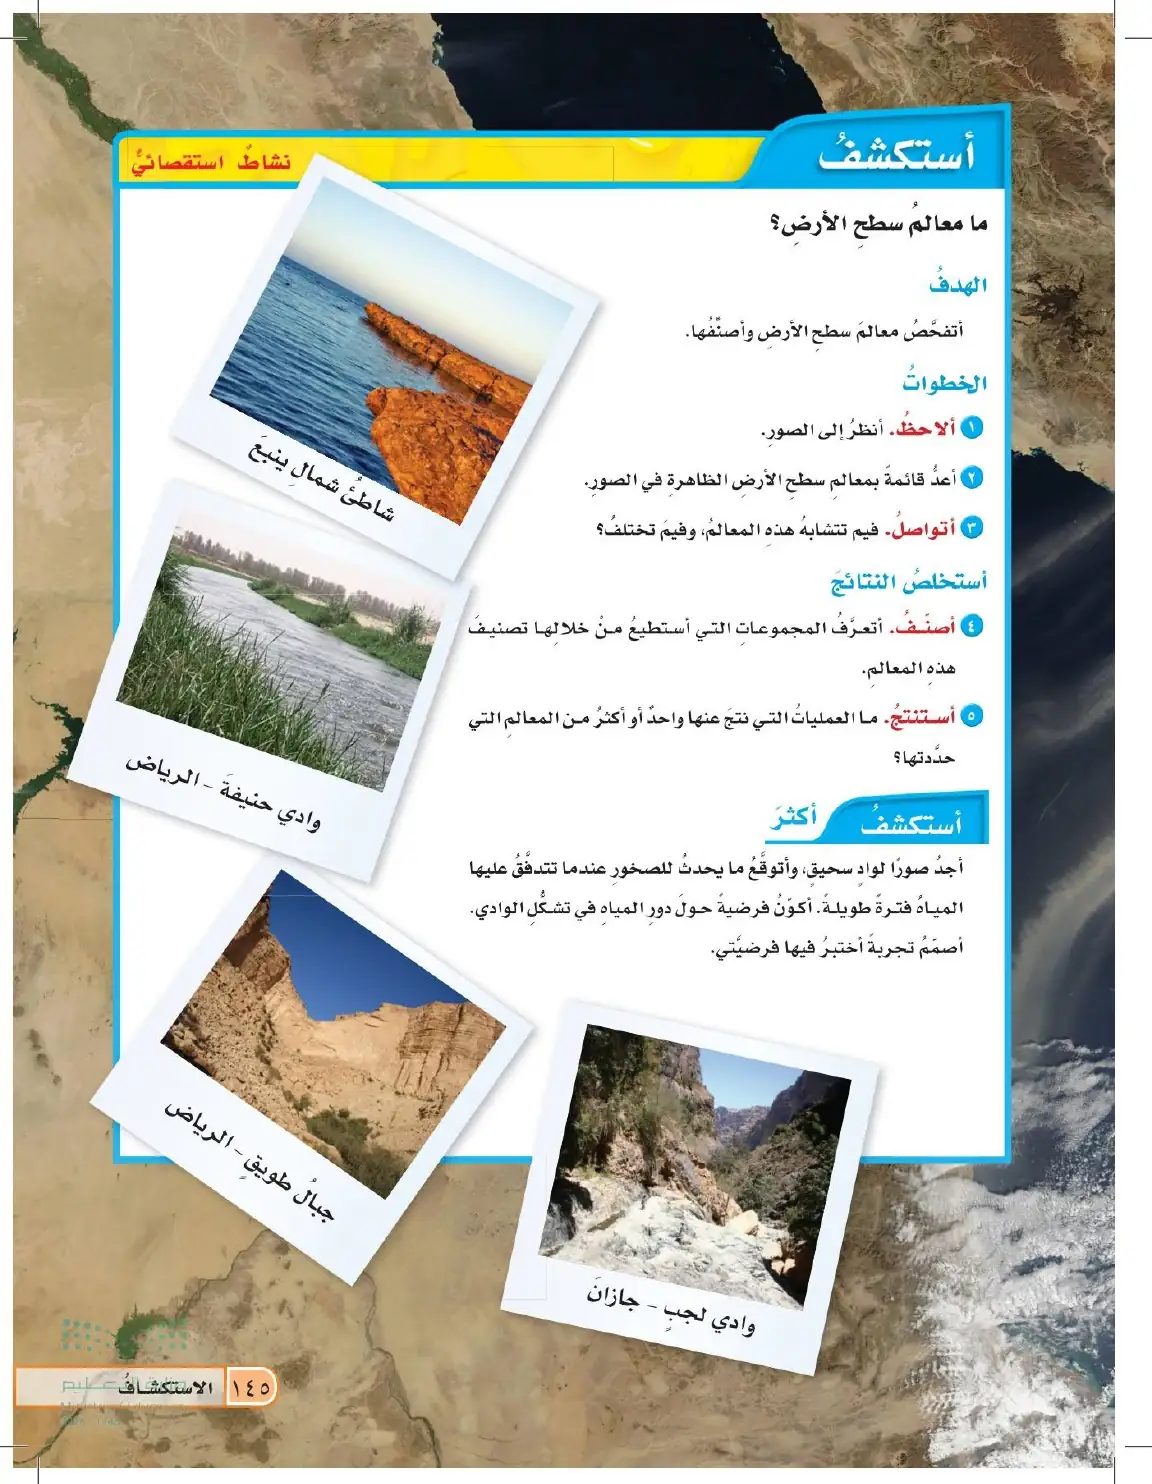 أستكشفُ
نشاطٌ استقصائيٌّ
ما معالمُ سطحِ الأرضِ؟
الهدفُ
أتفحَّصُ معالمَ سطحِ الأرضِ وأصنِّفُها.
الخطواتُ
١ ألاحظُ. أنظرُ إلى الصورِ.
٢ أعدُّ قائمةً بمعالمِ سطحِ الأرضِ الظاهرةِ في الصورِ.
٣ أتواصلُ. فيم تتشابهُ هذهِ المعالمُ، وفيمَ تختلفُ؟
أستخلصُ النتائجَ
٤ أصنّفُ. أتعرَّفُ المجموعاتِ التي أستطيعُ منْ خلالِها تصنيفَ
هذهِ المعالمِ.
٥ أستنتجُ. ما العملياتُ التي نتجَ عنها واحدٌ أو أكثرُ من المعالمِ التي
حدَّدتها؟
أستكشفُ أكثرَ
أجدُ صورًا لوادٍ سحيقٍ، وأتوقَّعُ ما يحدثُ للصخورِ عندما تتدفَّقُ عليها
المياهُ فترةً طويلةً. أكوّنُ فرضيةً حولَ دورِ المياهِ في تشكُّلِ الوادي.
أصمّمُ تجربةً أختبرُ فيها فرضيَّتي.
شاطئُ شمالِ ينبعَ
وادي حنيفةَ - الرياض
جبالُ طويقٍ - الرياض
وادي لجبٍ - جازانَ
الاستكشافُ ١٤٥